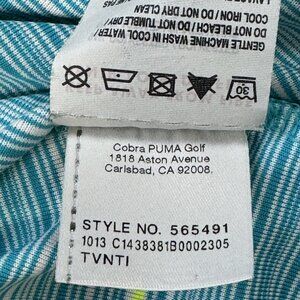 GENTLE MACHINE WASH IN COOL WATER /
DO NOT BLEACH / DO NOT TUMBLE DRY /
COOL IRON / DO NOT DRY CLEAN
30
Cobra PUMA Golf
1818 Aston Avenue
Carlsbad, CA 92008.
STYLE NO. 565491
1013 C1438381B0002305
TVNTI